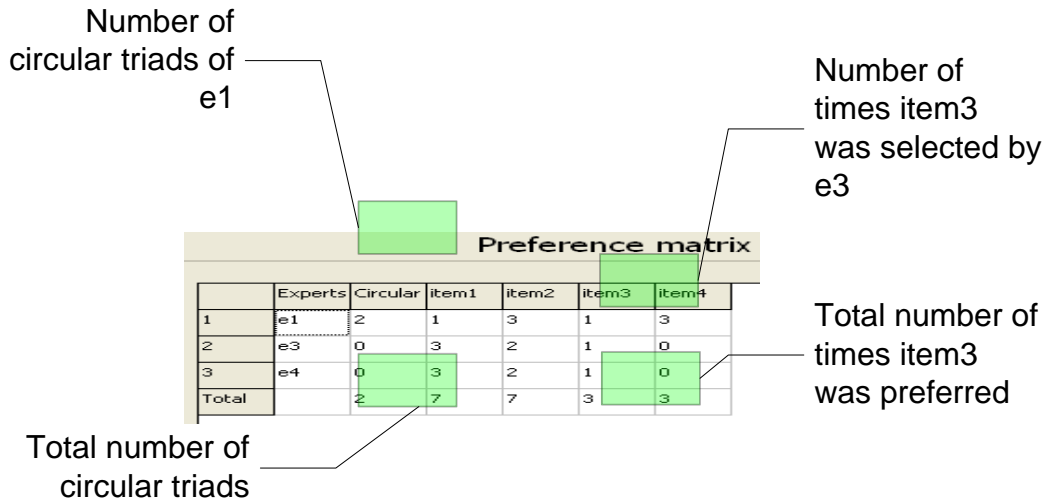 Number of
circular triads of
e1
Number of
times item3
was selected by
e3
Preference matrix
Experts Circular item1 item2 item3 item4
1 e1 2 1 3 1 3
2 e3 0 3 2 1 0
3 e4 0 3 2 1 0
Total 2 7 7 3 3
Total number of
times item3
was preferred
Total number of
circular triads